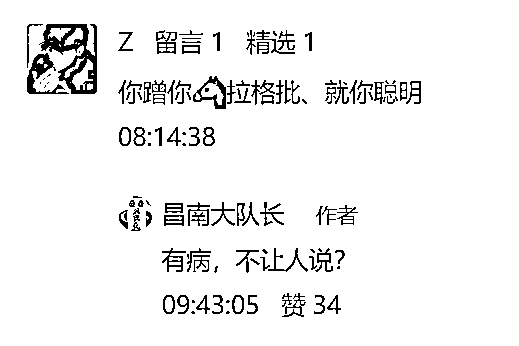 Z 留言 1 精选 1
你蹭你🐴拉格批、就你聪明
08:14:38
昌南大队长 作者
有病，不让人说?
09:43:05 赞 34